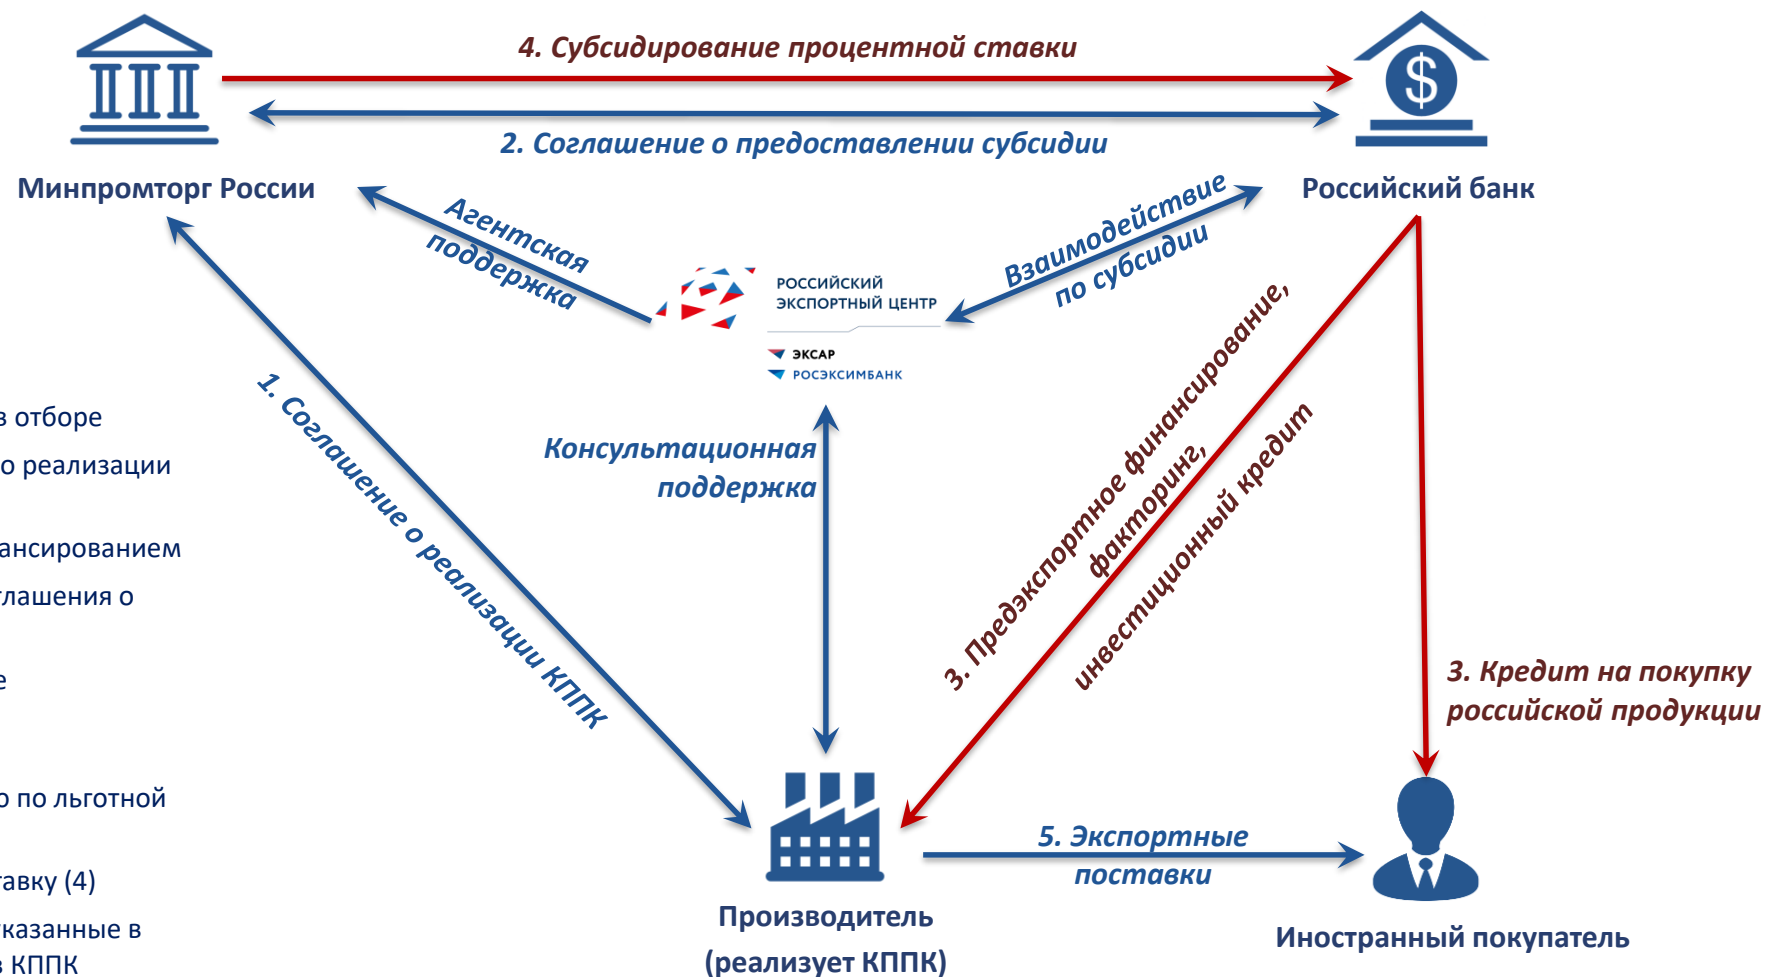 4. Субсидирование процентной ставки
2. Соглашение о предоставлении субсидии
Минпромторг России
Российский банк
Агентская
поддержка
Взаимодействие
по субсидии
РОССИЙСКИЙ
ЭКСПОРТНЫЙ ЦЕНТР
ЭКСАР
РОСЭКСИМБАНК
1. Соглашение о реализации КППК
Консультационная
поддержка
3. Предэкспортное финансирование,
факторинг,
инвестиционный кредит
3. Кредит на покупку
российской продукции
в отборе
о реализации
ансированием
глашения о
е
о по льготной
тавку (4)
указанные в
в КППК
5. Экспортные
поставки
Производитель
(реализует КППК)
Иностранный покупатель